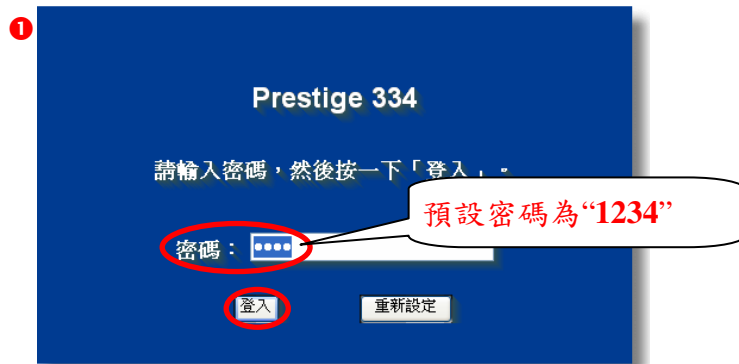 ❶
Prestige 334
請輸入密碼，然後按一下「登入」。
預設密碼為“1234”
密碼：••••
登入 重新設定